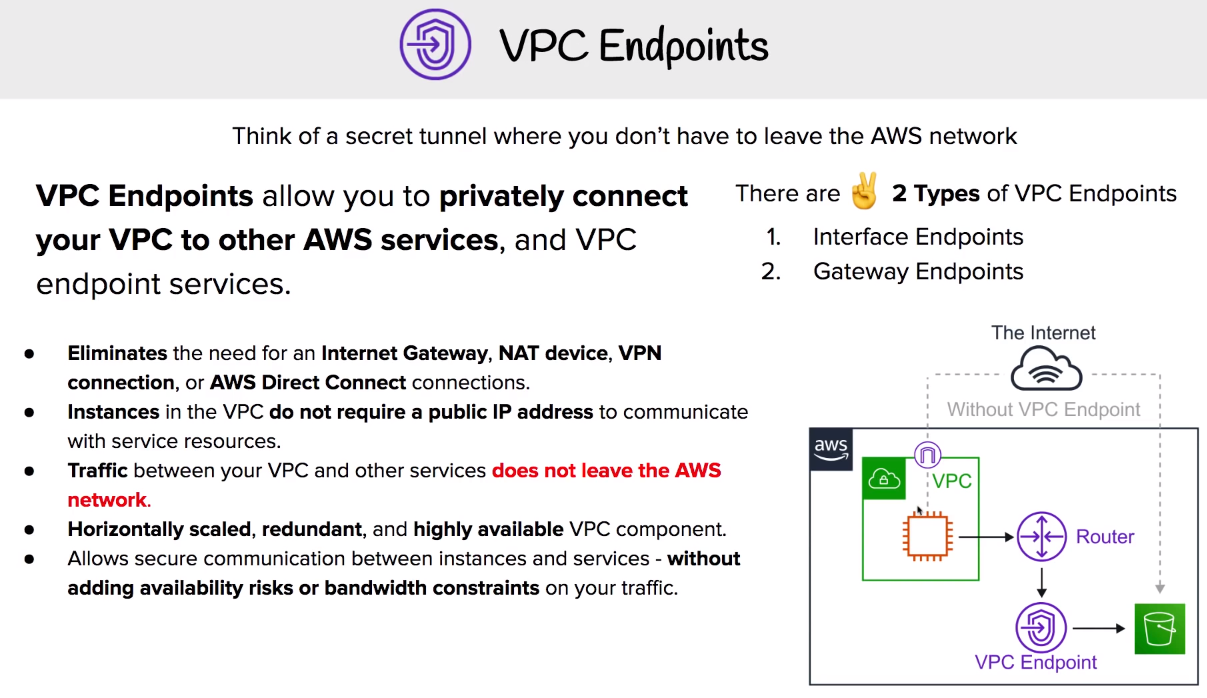 VPC Endpoints
Think of a secret tunnel where you don't have to leave the AWS network
VPC Endpoints allow you to privately connect
your VPC to other AWS services, and VPC
endpoint services.
There are ✌️ 2 Types of VPC Endpoints
1. Interface Endpoints
2. Gateway Endpoints
● Eliminates the need for an Internet Gateway, NAT device, VPN
connection, or AWS Direct Connect connections.
● Instances in the VPC do not require a public IP address to communicate
with service resources.
● Traffic between your VPC and other services does not leave the AWS
network.
● Horizontally scaled, redundant, and highly available VPC component.
● Allows secure communication between instances and services - without
adding availability risks or bandwidth constraints on your traffic.
The Internet
Without VPC Endpoint
aws
VPC
Router
VPC Endpoint